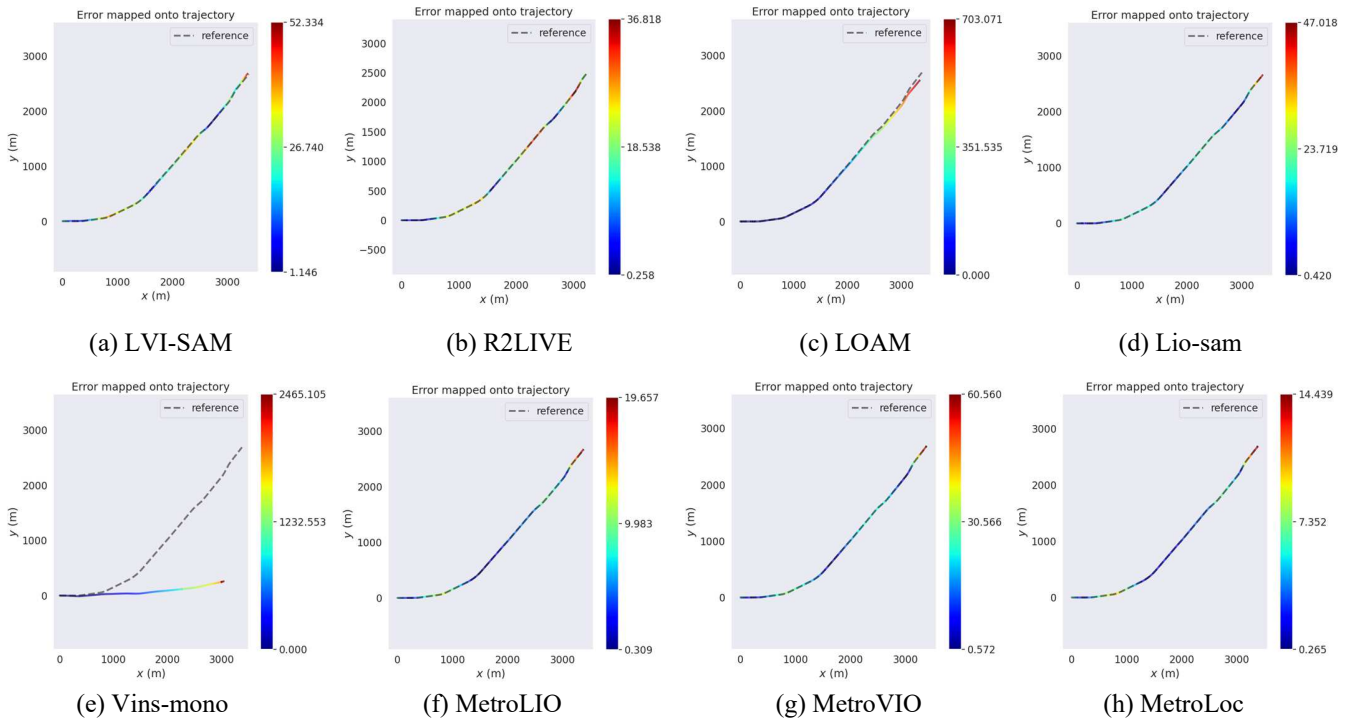 Error mapped onto trajectory
reference
52.334
26.740
1.146
3000
2000
1000
0
y (m)
0 1000 2000 3000
x (m)
(a) LVI-SAM
Error mapped onto trajectory
reference
36.818
18.538
0.258
3000
2500
2000
1500
1000
500
0
−500
y (m)
0 1000 2000 3000
x (m)
(b) R2LIVE
Error mapped onto trajectory
reference
703.071
351.535
0.000
3000
2000
1000
0
y (m)
0 1000 2000 3000
x (m)
(c) LOAM
Error mapped onto trajectory
reference
47.018
23.719
0.420
3000
2000
1000
0
y (m)
0 1000 2000 3000
x (m)
(d) Lio-sam
Error mapped onto trajectory
reference
2465.105
1232.553
0.000
3000
2000
1000
0
y (m)
0 1000 2000 3000
x (m)
(e) Vins-mono
Error mapped onto trajectory
reference
19.657
9.983
0.309
3000
2000
1000
0
y (m)
0 1000 2000 3000
x (m)
(f) MetroLIO
Error mapped onto trajectory
reference
60.560
30.566
0.572
3000
2000
1000
0
y (m)
0 1000 2000 3000
x (m)
(g) MetroVIO
Error mapped onto trajectory
reference
14.439
7.352
0.265
3000
2000
1000
0
y (m)
0 1000 2000 3000
x (m)
(h) MetroLoc